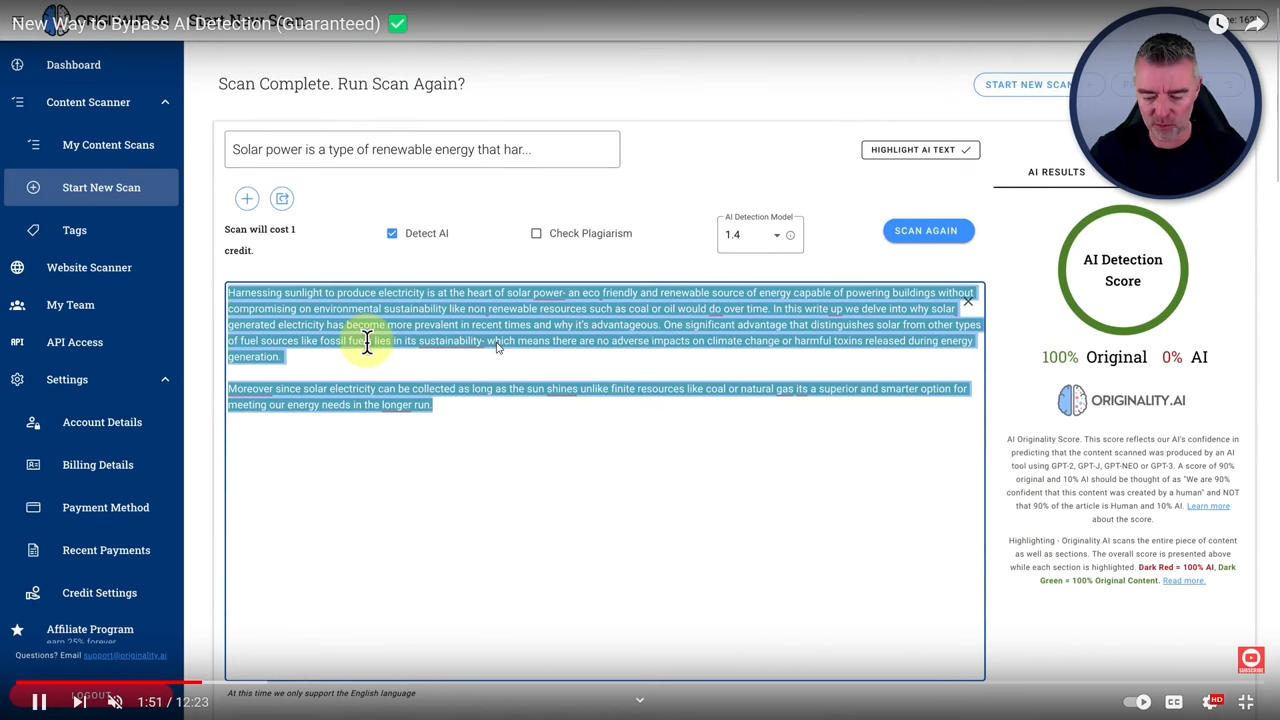 New Way to Bypass AI Detection (Guaranteed) ✅
Dashboard
Content Scanner
My Content Scans
Start New Scan
Tags
Website Scanner
My Team
API
API Access
Settings
Account Details
Billing Details
Payment Method
Recent Payments
Credit Settings
Affiliate Program
earn 25% forever
Questions? Email support@originality.ai
LOGOUT
Scan Complete. Run Scan Again?
START NEW SCAN
Solar power is a type of renewable energy that har...
HIGHLIGHT AI TEXT
Scan will cost 1
credit.
Detect AI
Check Plagiarism
AI Detection Model
1.4
SCAN AGAIN
Harnessing sunlight to produce electricity is at the heart of solar power- an eco friendly and renewable source of energy capable of powering buildings without
compromising on environmental sustainability like non renewable resources such as coal or oil would do over time. In this write up we delve into why solar
generated electricity has become more prevalent in recent times and why it's advantageous. One significant advantage that distinguishes solar from other types
of fuel sources like fossil fuels lies in its sustainability- which means there are no adverse impacts on climate change or harmful toxins released during energy
generation.
Moreover since solar electricity can be collected as long as the sun shines unlike finite resources like coal or natural gas its a superior and smarter option for
meeting our energy needs in the longer run.
At this time we only support the English language
AI RESULTS
AI Detection
Score
100% Original 0% AI
ORIGINALITY.AI
AI Originality Score. This score reflects our AI's confidence in
predicting that the content scanned was produced by an AI
tool using GPT-2, GPT-J, GPT-NEO or GPT-3. A score of 90%
original and 10% AI should be thought of as "We are 90%
confident that this content was created by a human" and NOT
that 90% of the article is Human and 10% AI. Learn more
about the score.
Highlighting - Originality.AI scans the entire piece of content
as well as sections. The overall score is presented above
while each section is highlighted. Dark Red = 100% AI, Dark
Green = 100% Original Content. Read more.
SUBSCRIBE
1:51 / 12:23
CC
HD